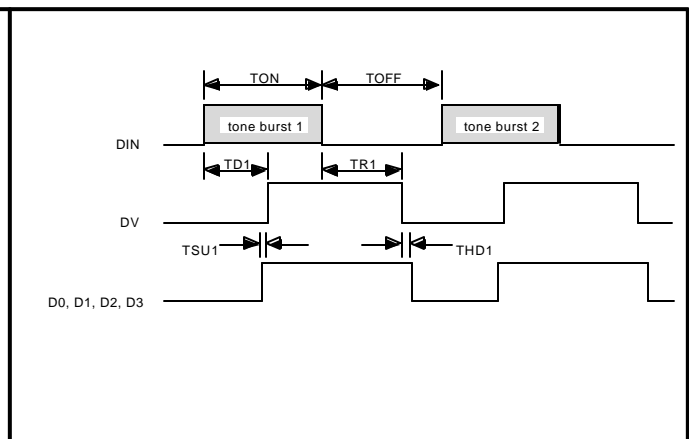 TON TOFF
tone burst 1 tone burst 2
DIN
TD1 TR1
DV
TSU1 THD1
D0, D1, D2, D3